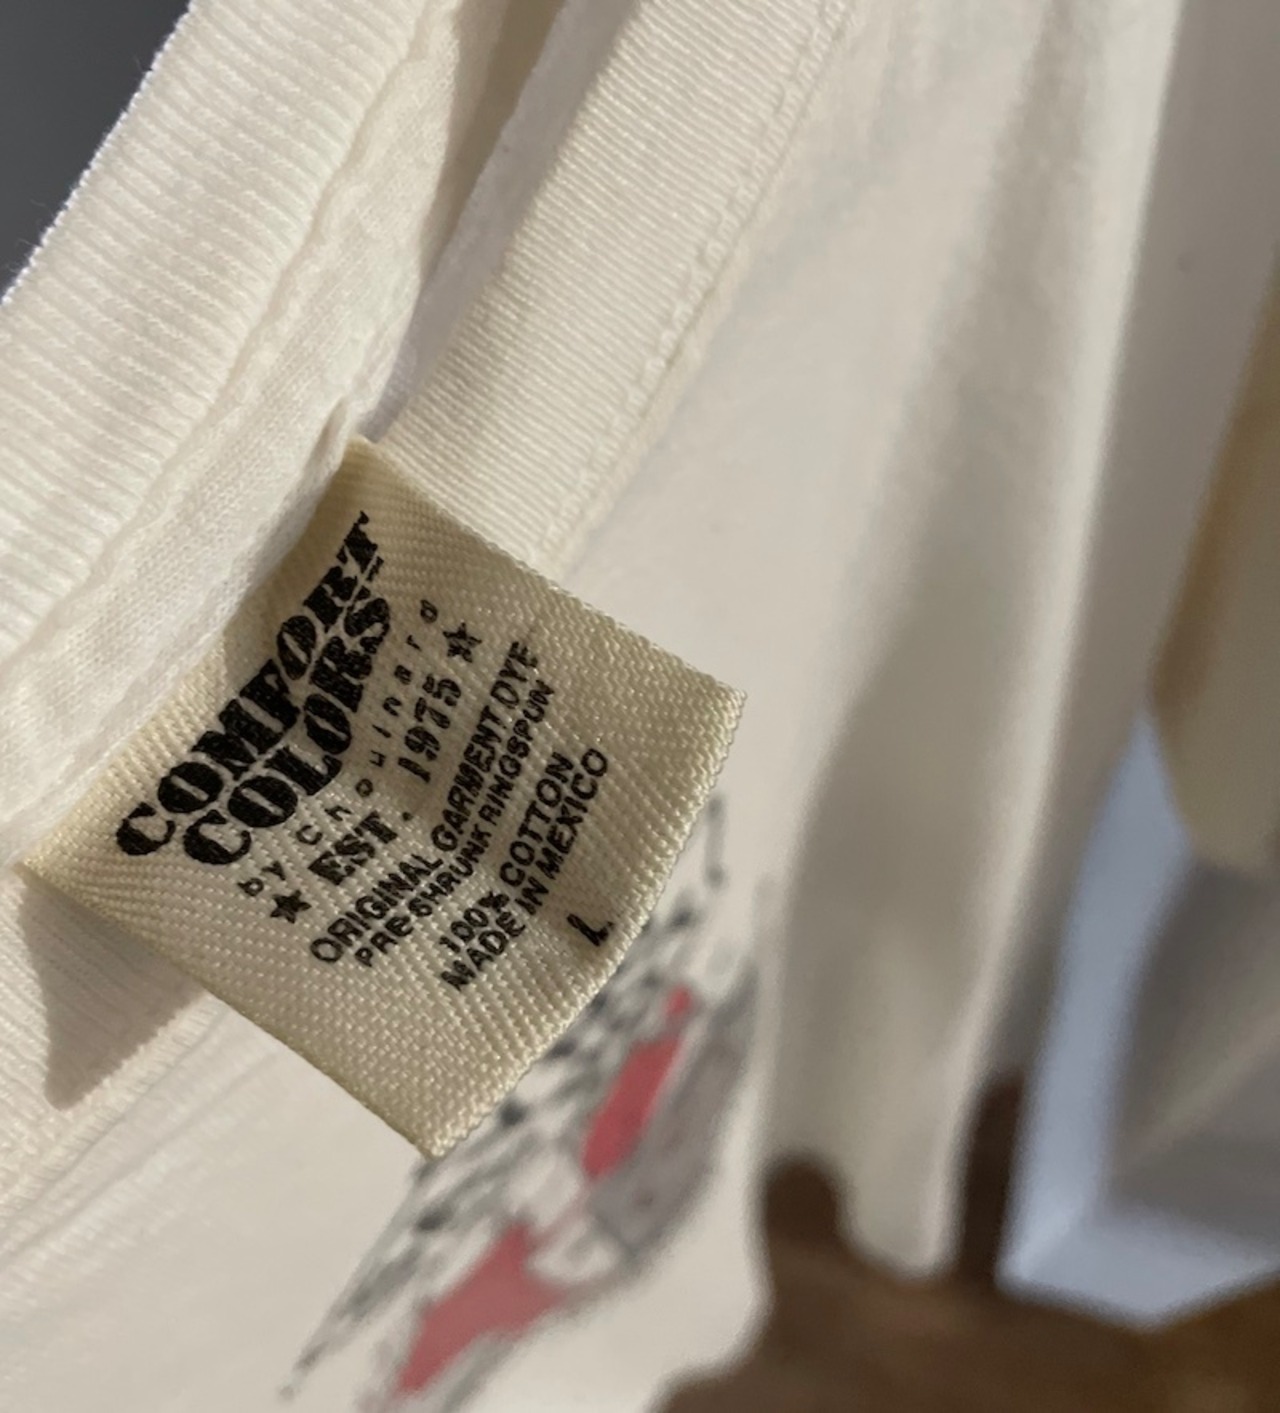 COMFORT
COLORS
by Chouinard
★ EST. 1975 ★
ORIGINAL GARMENT DYE
PRE-SHRUNK RINGSPUN
100% COTTON
MADE IN MEXICO
L